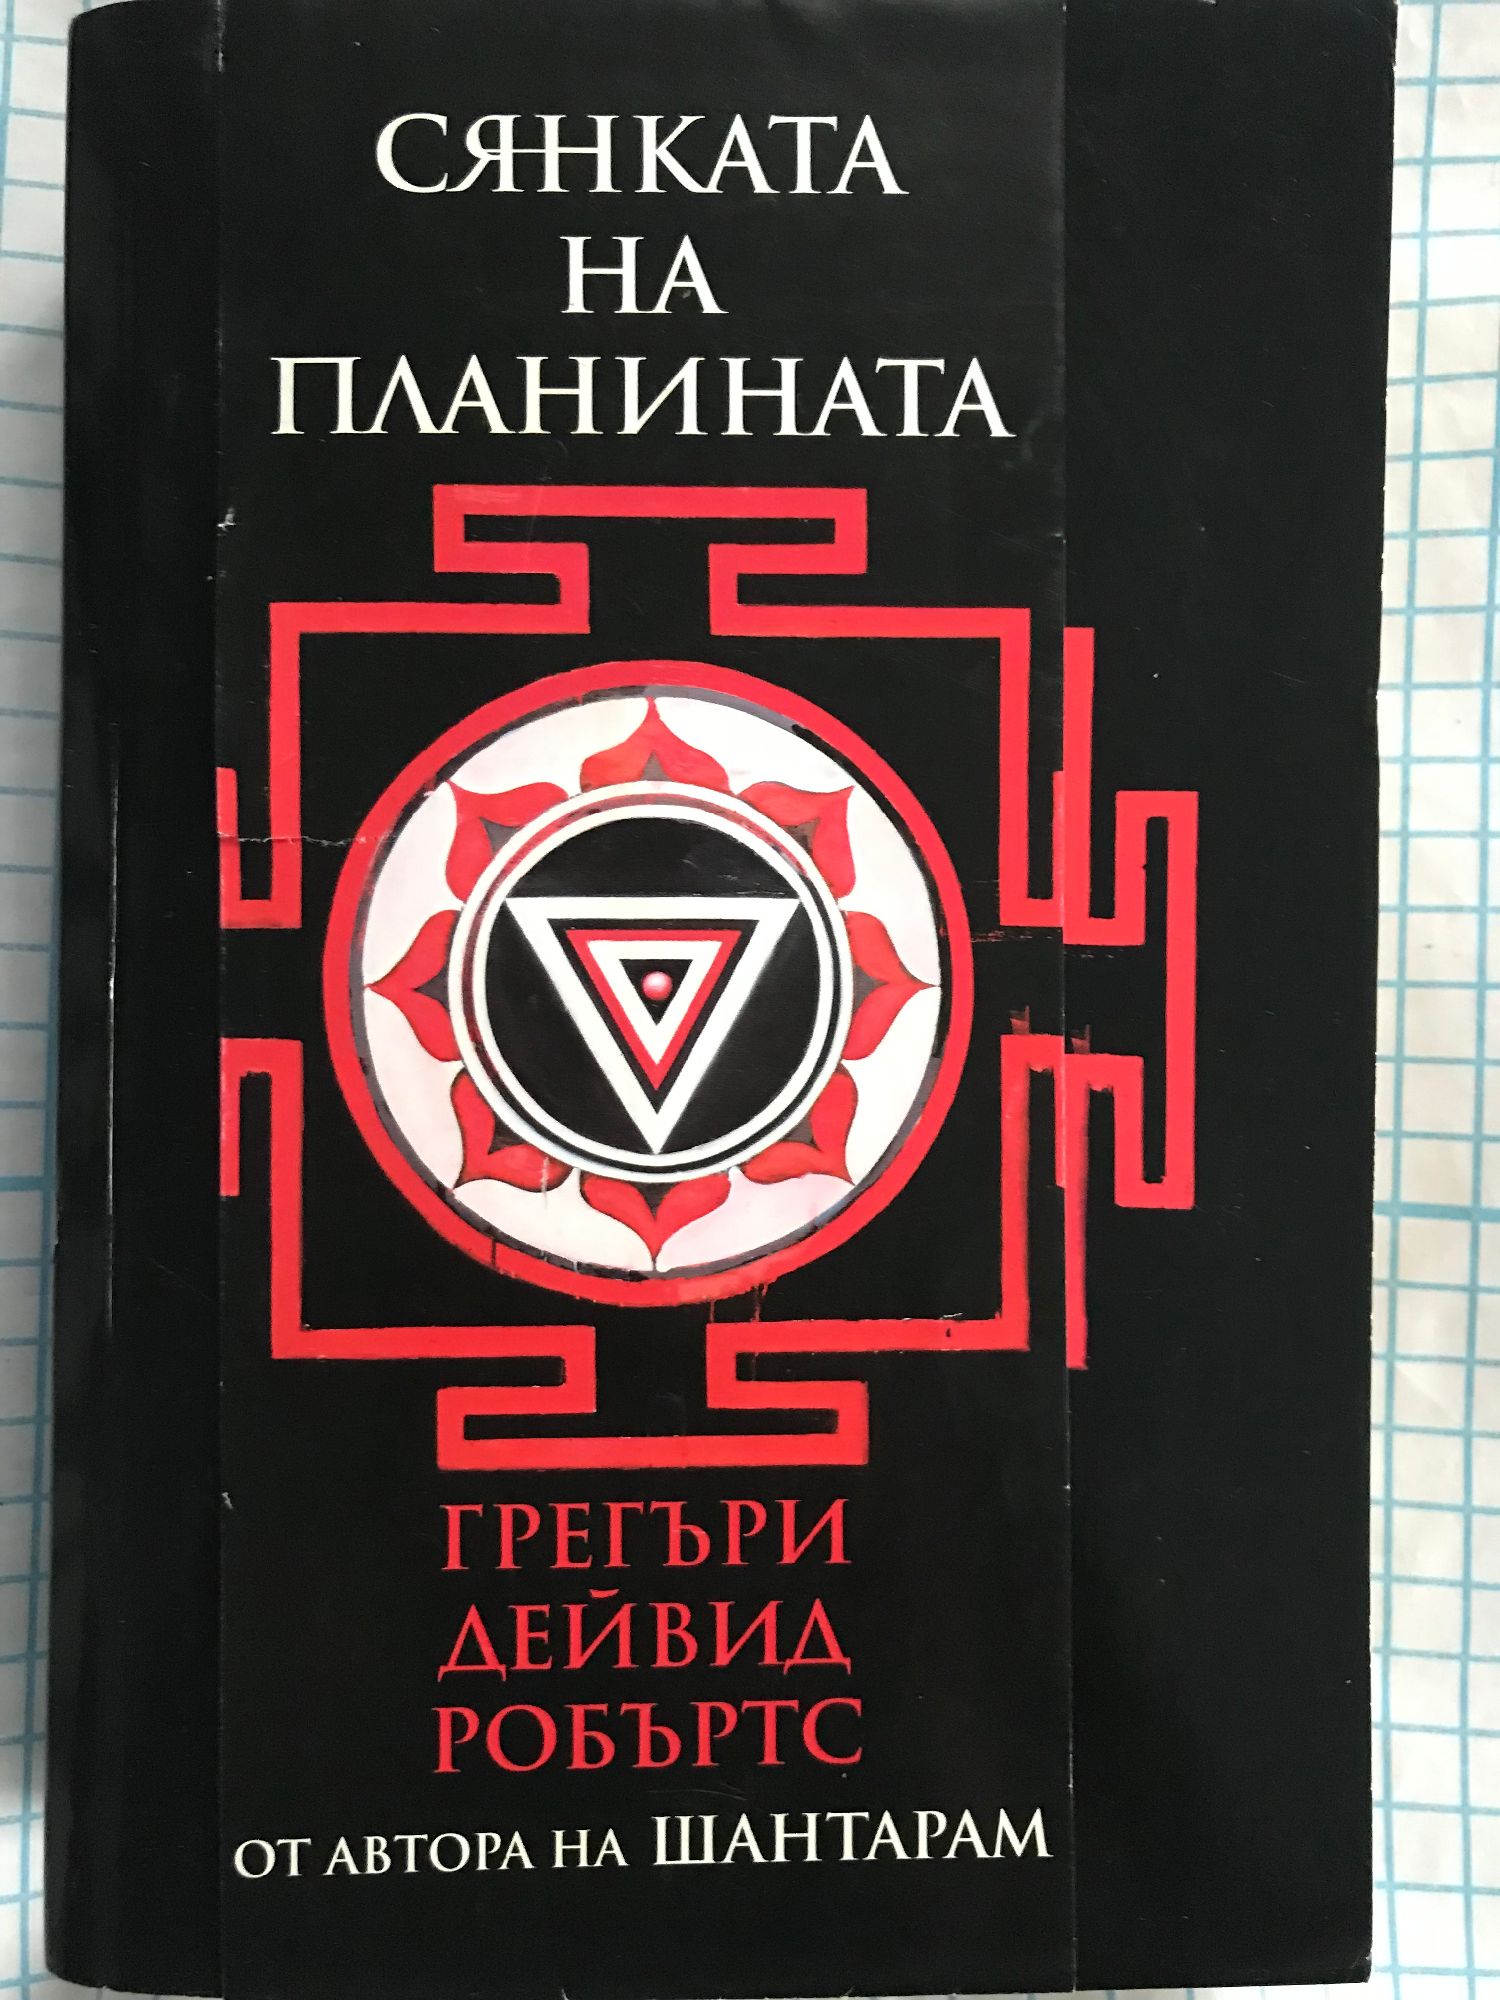 СЯНКАТА
НА
ПЛАНИНАТА
ГРЕГЪРИ
ДЕЙВИД
РОБЪРТС
ОТ АВТОРА НА ШАНТАРАМ